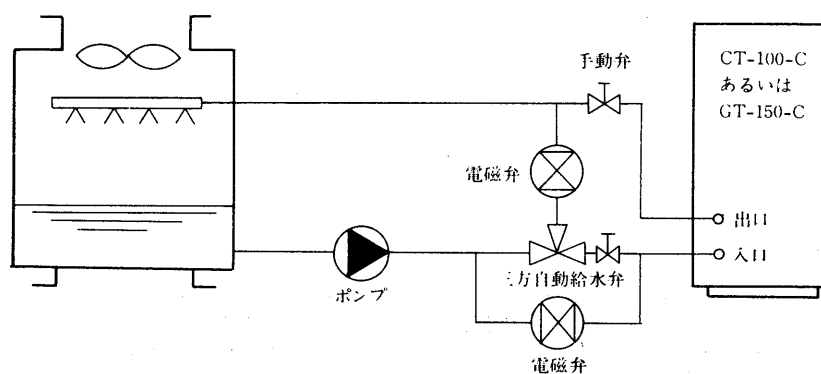 手動弁
CT-100-C
あるいは
GT-150-C
電磁弁
出口
入口
三方自動給水弁
ポンプ
電磁弁